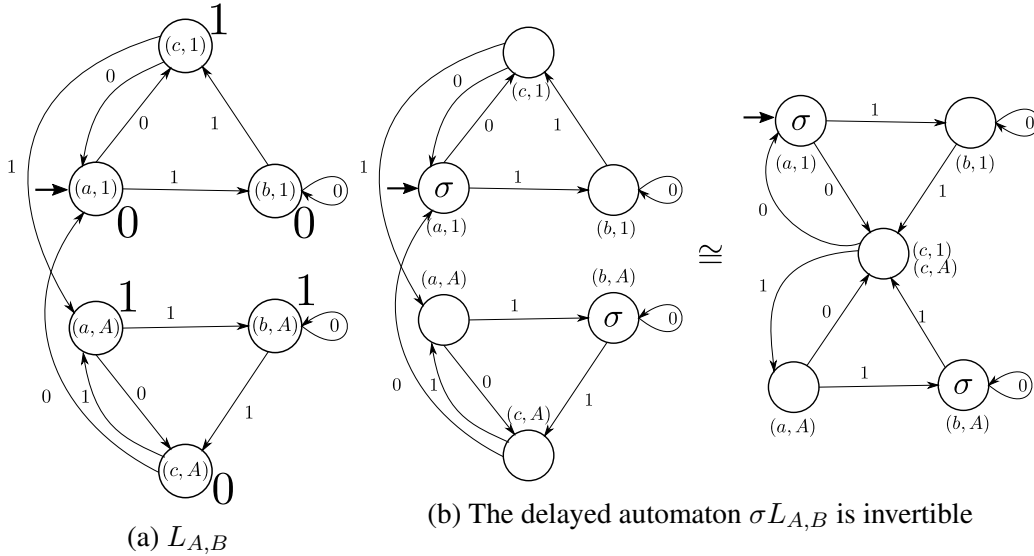 (c, 1) 1
0
1
0
1
(a, 1) 0
1
(b, 1) 0
0
(a, A) 1
1
(b, A) 1
0
0
1
0
1
(c, A) 0
(a) L_{A,B}
(c, 1)
0
1
0
1
σ
(a, 1)
1
(b, 1)
0
(a, A)
(b, A)
1
σ
0
0
1
0
1
(c, A)
≅
σ
(a, 1)
1
(b, 1)
0
0
1
0
(c, 1)
(c, A)
1
0
1
(a, A)
1
σ
(b, A)
0
(b) The delayed automaton σL_{A,B} is invertible